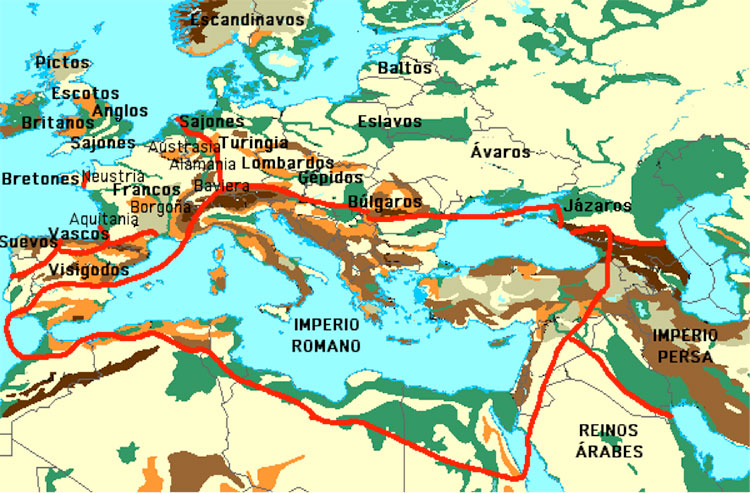 Escandinavos
Pictos
Baltos
Escotos
Anglos
Britanos
Sajones
Eslavos
Sajones
Austrasia
Turingia
Ávaros
Alamania
Lombardos
Bretones
Neustria
Gépidos
Francos
Baviera
Borgoña
Búlgaros
Jázaros
Aquitania
Suevos
Vascos
Visigodos
IMPERIO
ROMANO
IMPERIO
PERSA
REINOS
ÁRABES